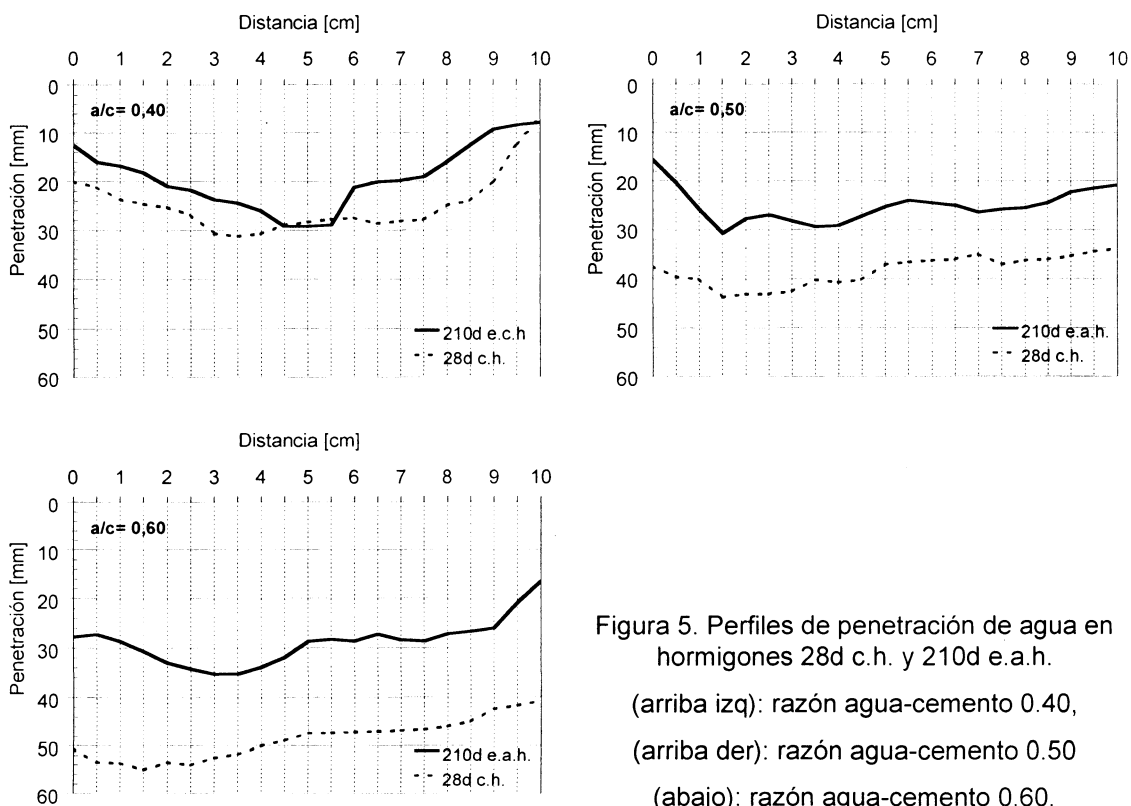 Distancia [cm]
0 1 2 3 4 5 6 7 8 9 10
0
10
20
30
40
50
60
Penetración [mm]
a/c= 0,40
210d e.c.h
28d c.h.
Distancia [cm]
0 1 2 3 4 5 6 7 8 9 10
0
10
20
30
40
50
60
Penetración [mm]
a/c= 0,50
210d e.a.h.
28d c.h.
Distancia [cm]
0 1 2 3 4 5 6 7 8 9 10
0
10
20
30
40
50
60
Penetración [mm]
a/c= 0,60
210d e.a.h.
28d c.h.
Figura 5. Perfiles de penetración de agua en
hormigones 28d c.h. y 210d e.a.h.
(arriba izq): razón agua-cemento 0.40,
(arriba der): razón agua-cemento 0.50
(abajo): razón agua-cemento 0.60.